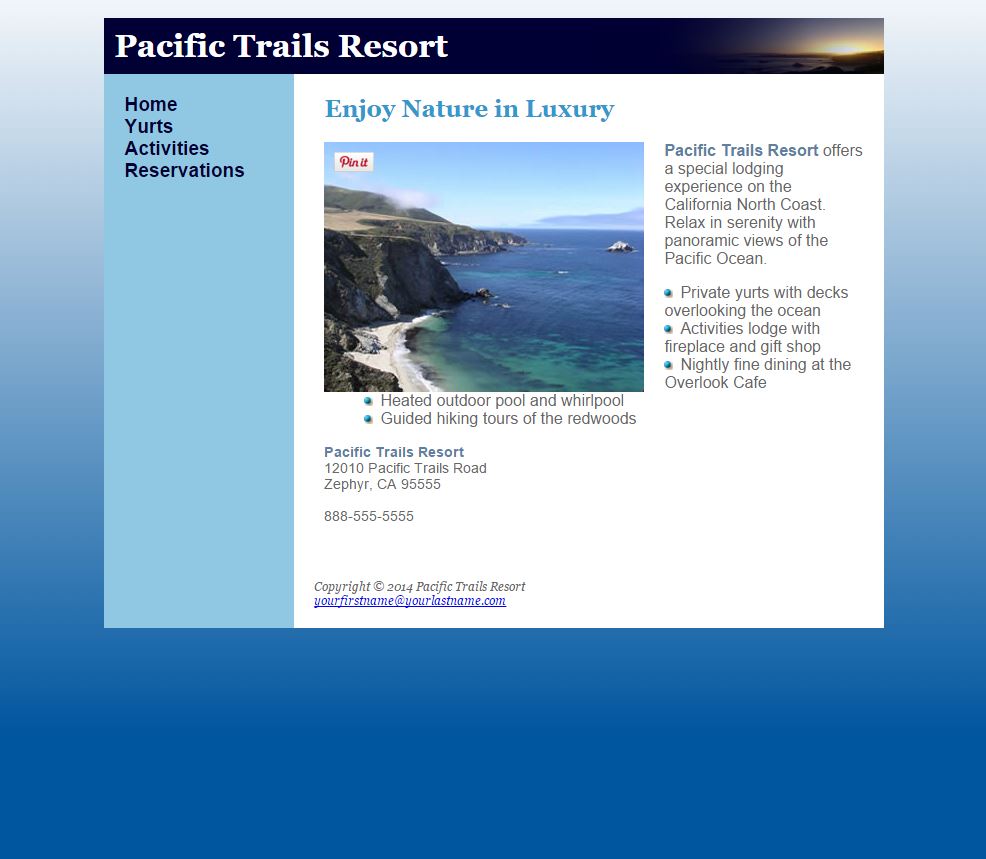 Pacific Trails Resort
Home
Yurts
Activities
Reservations
Enjoy Nature in Luxury
Pin it
Pacific Trails Resort offers
a special lodging
experience on the
California North Coast.
Relax in serenity with
panoramic views of the
Pacific Ocean.
Private yurts with decks
overlooking the ocean
Activities lodge with
fireplace and gift shop
Nightly fine dining at the
Overlook Cafe
Heated outdoor pool and whirlpool
Guided hiking tours of the redwoods
Pacific Trails Resort
12010 Pacific Trails Road
Zephyr, CA 95555
888-555-5555
Copyright © 2014 Pacific Trails Resort
yourfirstname@yourlastname.com